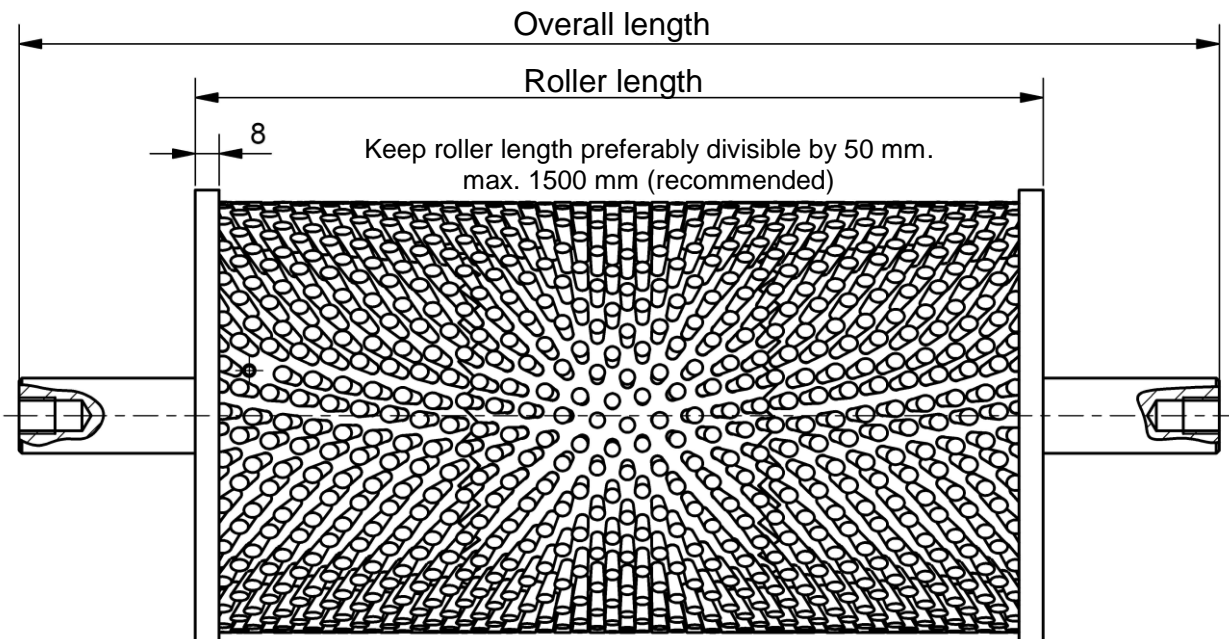 Overall length
Roller length
8
Keep roller length preferably divisible by 50 mm.
max. 1500 mm (recommended)